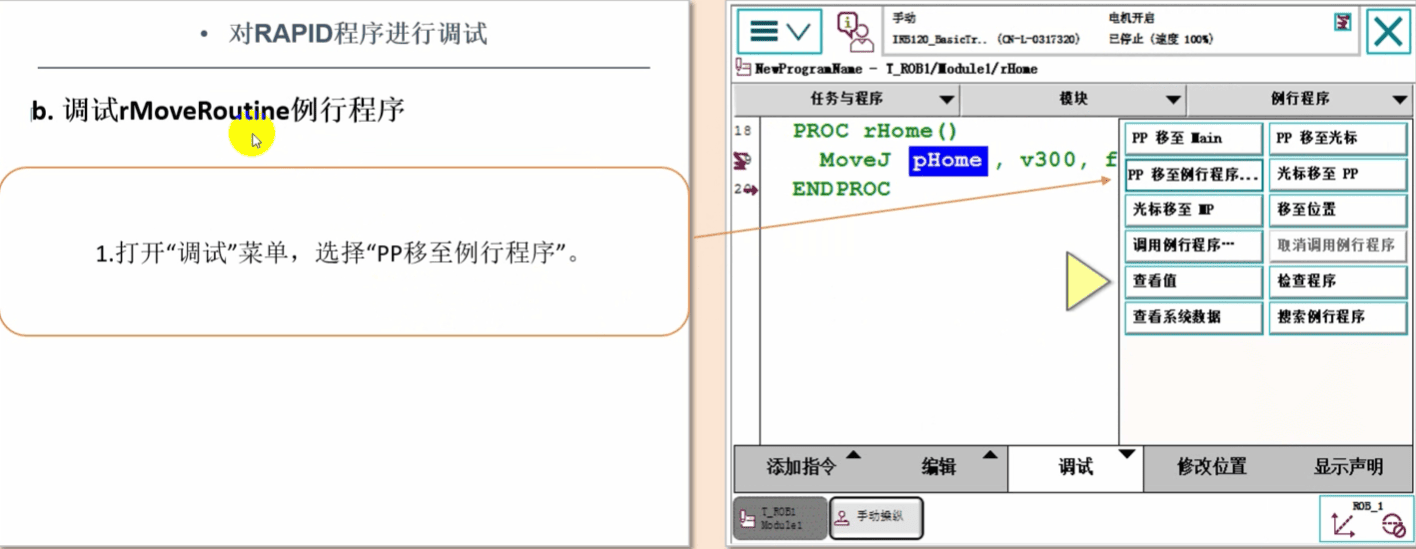 • 对RAPID程序进行调试
b. 调试rMoveRoutine例行程序
1.打开“调试”菜单，选择“PP移至例行程序”。
手动
IRB120_BasicTr.. (CN-L-0317320)
电机开启
已停止 (速度 100%)
NewProgramName - T_ROB1/Module1/rHome
任务与程序
模块
例行程序
18 PROC rHome()
MoveJ pHome , v300, f
20 ENDPROC
PP 移至 Main
PP 移至光标
PP 移至例行程序...
光标移至 PP
光标移至 MP
移至位置
调用例行程序…
取消调用例行程序
查看值
检查程序
查看系统数据
搜索例行程序
添加指令
编辑
调试
修改位置
显示声明
T_ROB1
Module1
手动操纵
ROB_1